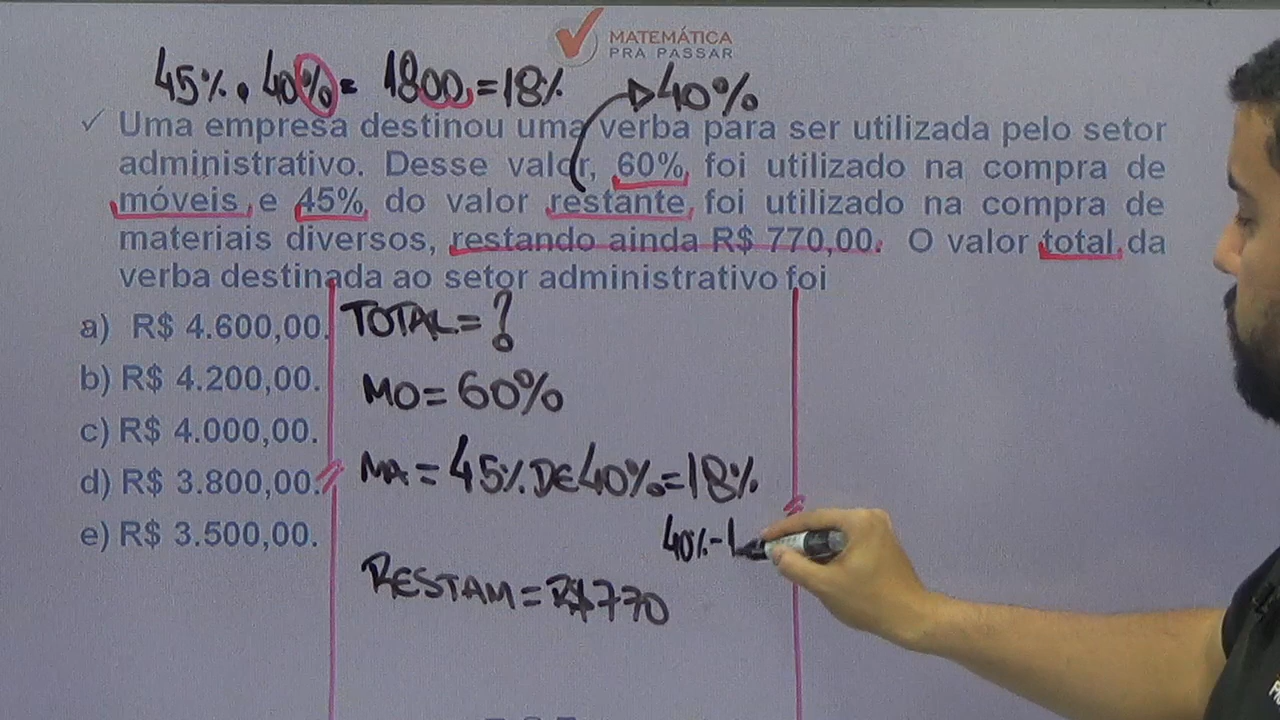 MATEMÁTICA
PRA PASSAR
45% . 40% = 1800, = 18%
40%
✓ Uma empresa destinou uma verba para ser utilizada pelo setor
administrativo. Desse valor, 60% foi utilizado na compra de
móveis e 45% do valor restante foi utilizado na compra de
materiais diversos, restando ainda R$ 770,00. O valor total da
verba destinada ao setor administrativo foi
a) R$ 4.600,00.
b) R$ 4.200,00.
c) R$ 4.000,00.
d) R$ 3.800,00.
e) R$ 3.500,00.
TOTAL = ?
MO = 60%
MA = 45% DE 40% = 18%
40% - 1
RESTAM = R$ 770